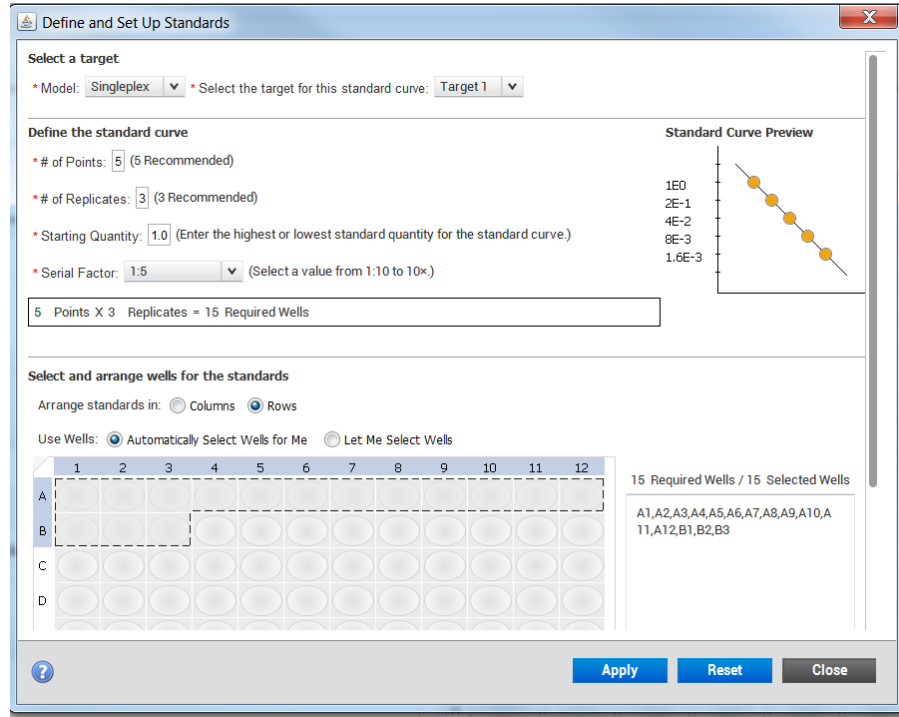 Define and Set Up Standards
X
Select a target
* Model: Singleplex * Select the target for this standard curve: Target 1
Define the standard curve
Standard Curve Preview
* # of Points: 5 (5 Recommended)
* # of Replicates: 3 (3 Recommended)
* Starting Quantity: 1.0 (Enter the highest or lowest standard quantity for the standard curve.)
* Serial Factor: 1:5 (Select a value from 1:10 to 10×.)
1E0
2E-1
4E-2
8E-3
1.6E-3
5 Points X 3 Replicates = 15 Required Wells
Select and arrange wells for the standards
Arrange standards in: Columns Rows
Use Wells: Automatically Select Wells for Me Let Me Select Wells
1 2 3 4 5 6 7 8 9 10 11 12
A
B
C
D
15 Required Wells / 15 Selected Wells
A1,A2,A3,A4,A5,A6,A7,A8,A9,A10,A
11,A12,B1,B2,B3
?
Apply Reset Close